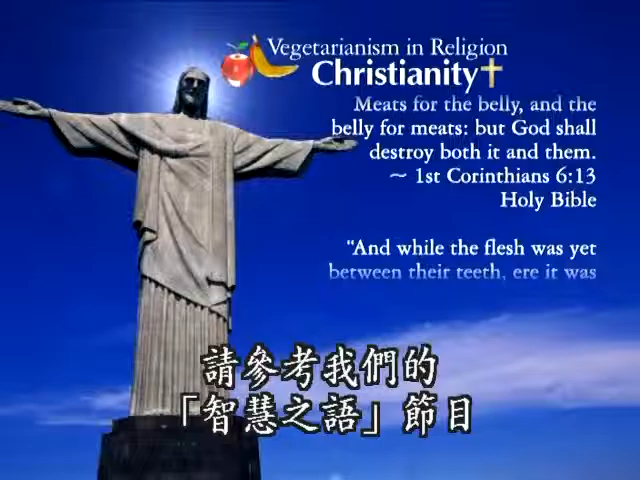 Vegetarianism in Religion
Christianity
Meats for the belly, and the
belly for meats: but God shall
destroy both it and them.
~ 1st Corinthians 6:13
Holy Bible
"And while the flesh was yet
between their teeth, ere it was
請參考我們的
「智慧之語」節目